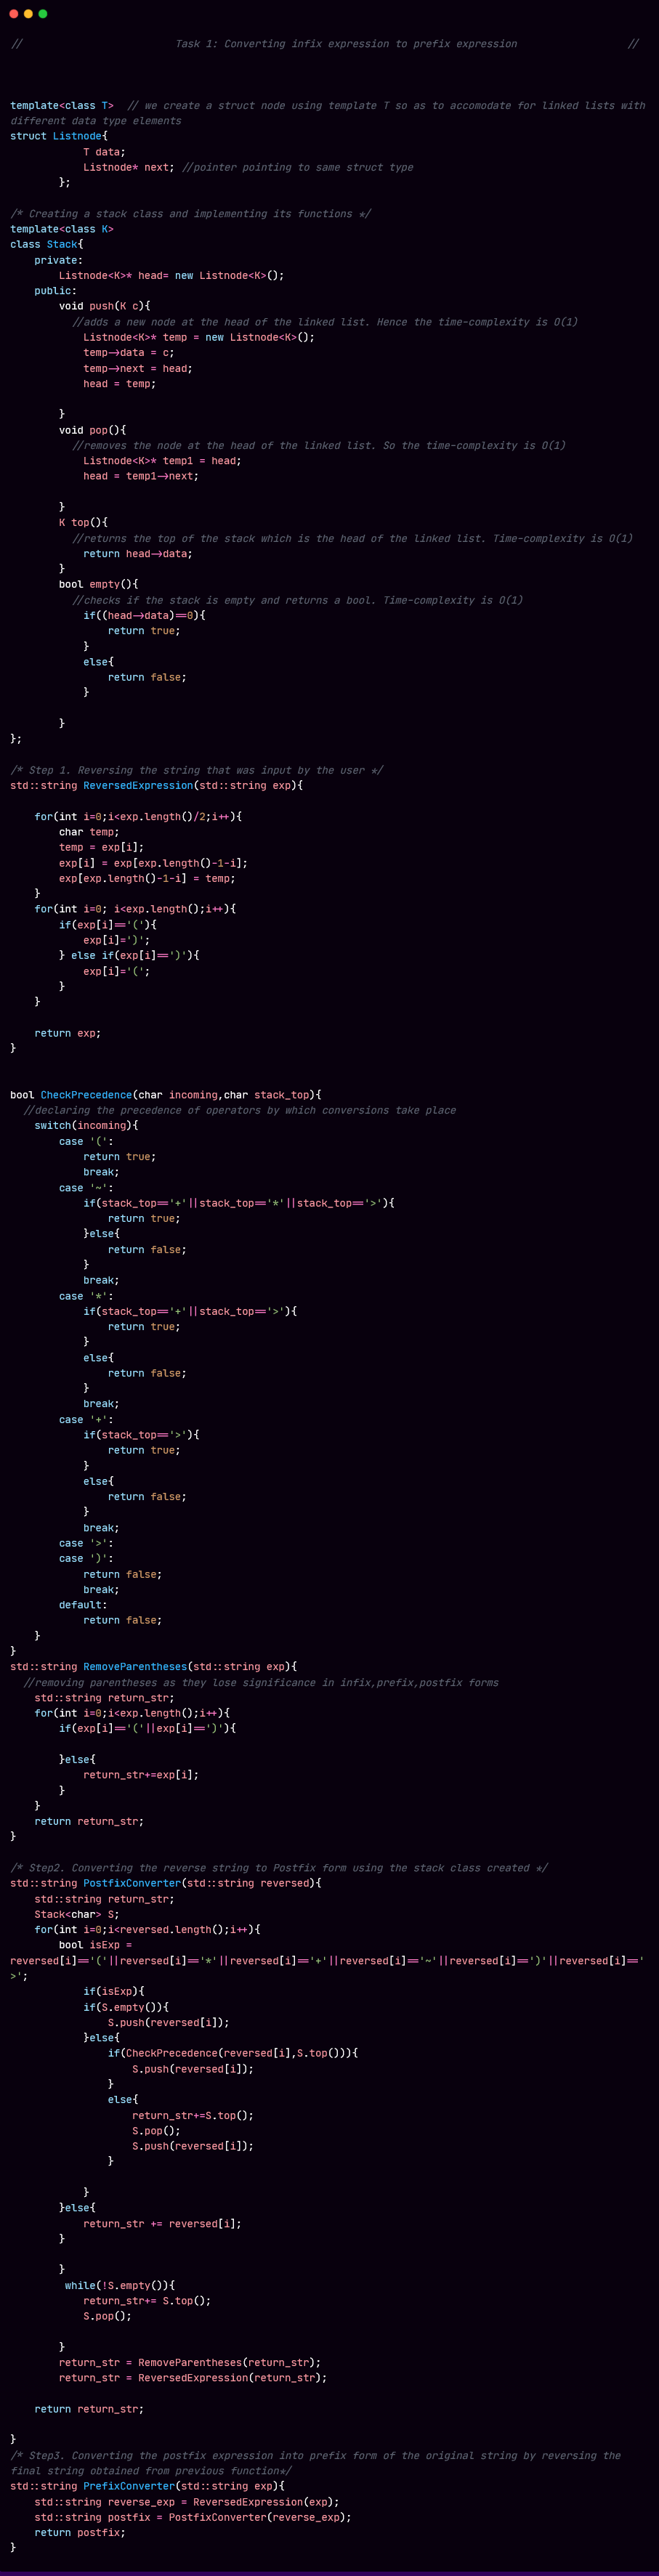 //                         Task 1: Converting infix expression to prefix expression                  //
template<class T>  // we create a struct node using template T so as to accomodate for linked lists with
different data type elements
struct Listnode{
            T data;
            Listnode* next; //pointer pointing to same struct type
        };
/* Creating a stack class and implementing its functions */
template<class K>
class Stack{
    private:
        Listnode<K>* head= new Listnode<K>();
    public:
        void push(K c){
          //adds a new node at the head of the linked list. Hence the time-complexity is O(1)
            Listnode<K>* temp = new Listnode<K>();
            temp->data = c;
            temp->next = head;
            head = temp;
        }
        void pop(){
          //removes the node at the head of the linked list. So the time-complexity is O(1)
            Listnode<K>* temp1 = head;
            head = temp1->next;
        }
        K top(){
          //returns the top of the stack which is the head of the linked list. Time-complexity is O(1)
            return head->data;
        }
        bool empty(){
          //checks if the stack is empty and returns a bool. Time-complexity is O(1)
            if((head->data)==0){
                return true;
            }
            else{
                return false;
            }
        }
};
/* Step 1. Reversing the string that was input by the user */
std::string ReversedExpression(std::string exp){
    for(int i=0;i<exp.length()/2;i++){
        char temp;
        temp = exp[i];
        exp[i] = exp[exp.length()-1-i];
        exp[exp.length()-1-i] = temp;
    }
    for(int i=0; i<exp.length();i++){
        if(exp[i]=='('){
            exp[i]=')';
        } else if(exp[i]==')'){
            exp[i]='(';
        }
    }
    return exp;
}
bool CheckPrecedence(char incoming,char stack_top){
  //declaring the precedence of operators by which conversions take place
    switch(incoming){
        case '(':
            return true;
            break;
        case '~':
            if(stack_top=='+'||stack_top=='*'||stack_top=='>'){
                return true;
            }else{
                return false;
            }
            break;
        case '*':
            if(stack_top=='+'||stack_top=='>'){
                return true;
            }
            else{
                return false;
            }
            break;
        case '+':
            if(stack_top=='>'){
                return true;
            }
            else{
                return false;
            }
            break;
        case '>':
        case ')':
            return false;
            break;
        default:
            return false;
    }
}
std::string RemoveParentheses(std::string exp){
  //removing parentheses as they lose significance in infix,prefix,postfix forms
    std::string return_str;
    for(int i=0;i<exp.length();i++){
        if(exp[i]=='('||exp[i]==')'){
        }else{
            return_str+=exp[i];
        }
    }
    return return_str;
}
/* Step2. Converting the reverse string to Postfix form using the stack class created */
std::string PostfixConverter(std::string reversed){
    std::string return_str;
    Stack<char> S;
    for(int i=0;i<reversed.length();i++){
        bool isExp =
reversed[i]=='('||reversed[i]=='*'||reversed[i]=='+'||reversed[i]=='~'||reversed[i]==')'||reversed[i]=='
>';
            if(isExp){
            if(S.empty()){
                S.push(reversed[i]);
            }else{
                if(CheckPrecedence(reversed[i],S.top())){
                    S.push(reversed[i]);
                }
                else{
                    return_str+=S.top();
                    S.pop();
                    S.push(reversed[i]);
                }
            }
        }else{
            return_str += reversed[i];
        }
        }
         while(!S.empty()){
            return_str+= S.top();
            S.pop();
        }
        return_str = RemoveParentheses(return_str);
        return_str = ReversedExpression(return_str);
    return return_str;
}
/* Step3. Converting the postfix expression into prefix form of the original string by reversing the
final string obtained from previous function*/
std::string PrefixConverter(std::string exp){
    std::string reverse_exp = ReversedExpression(exp);
    std::string postfix = PostfixConverter(reverse_exp);
    return postfix;
}